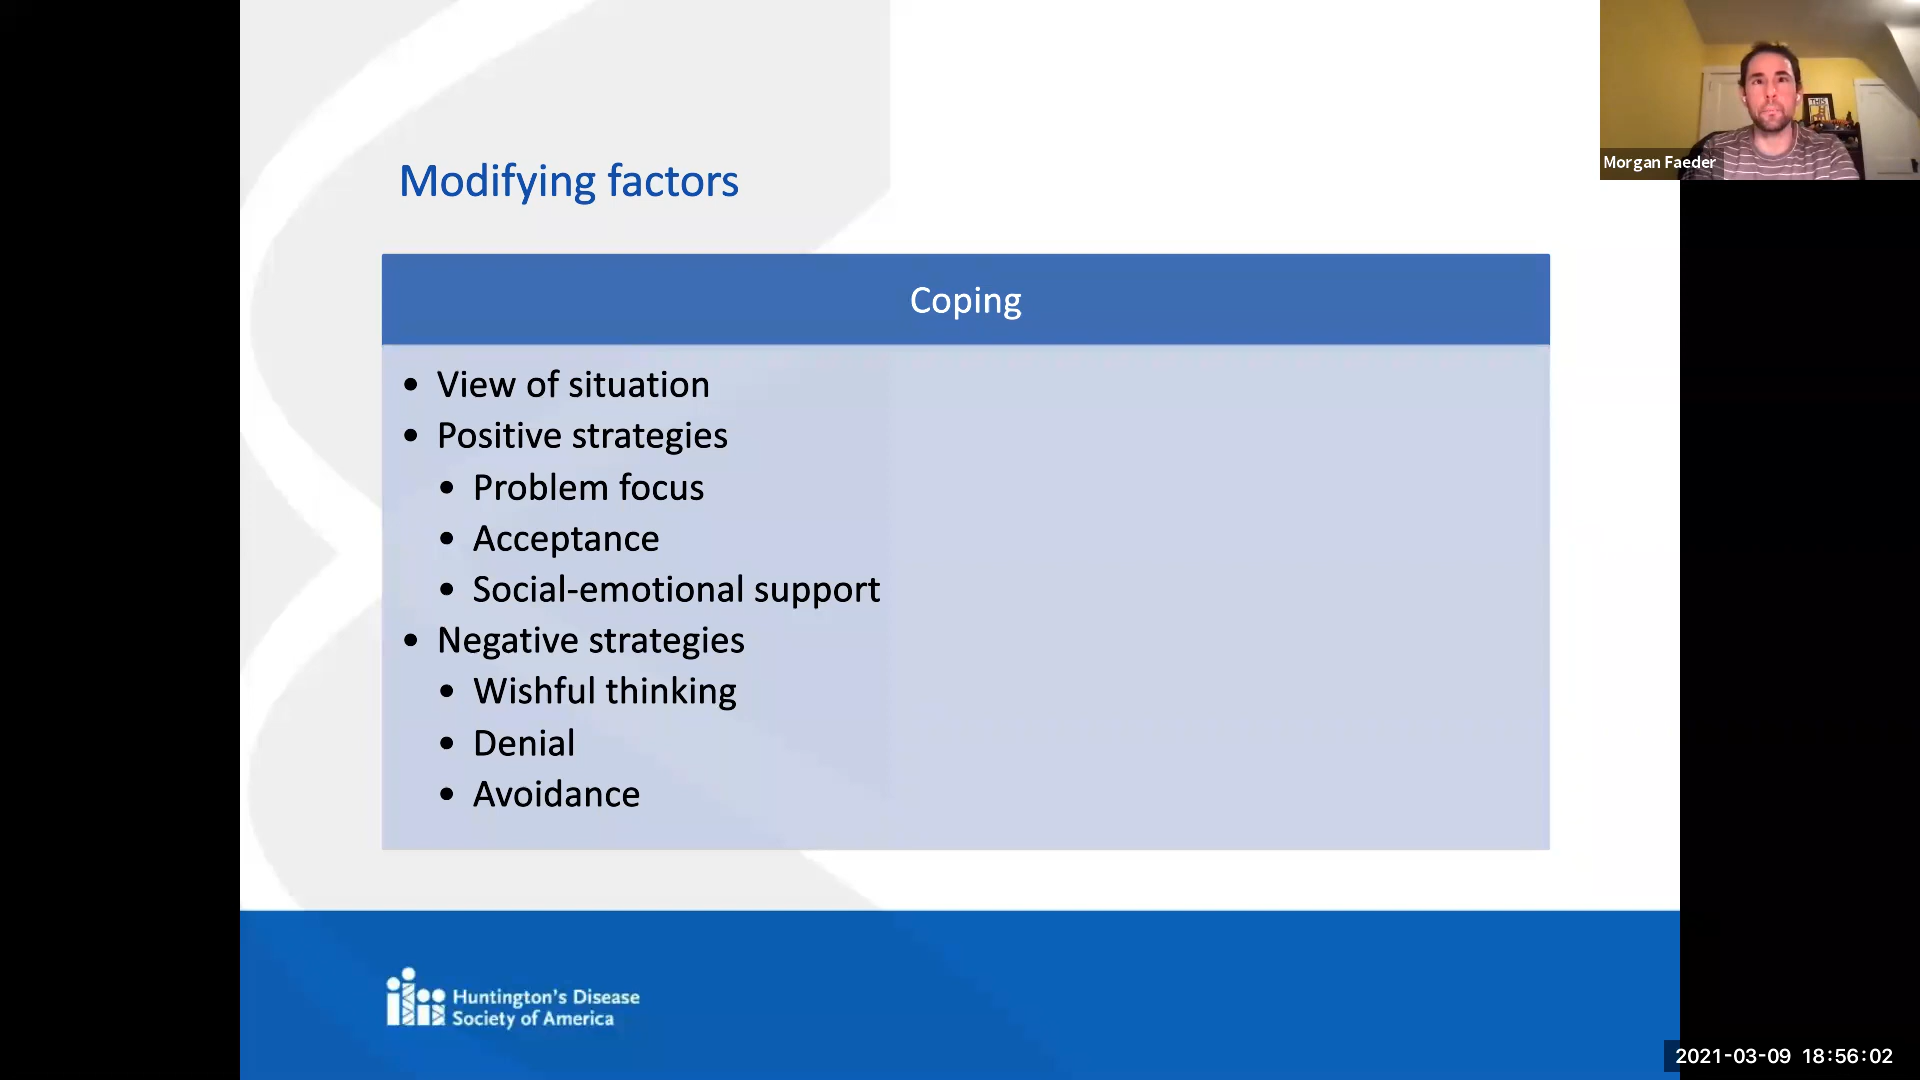 Modifying factors
Coping
• View of situation
• Positive strategies
• Problem focus
• Acceptance
• Social-emotional support
• Negative strategies
• Wishful thinking
• Denial
• Avoidance
Huntington's Disease
Society of America
THIS
Morgan Faeder
2021-03-09 18:56:02